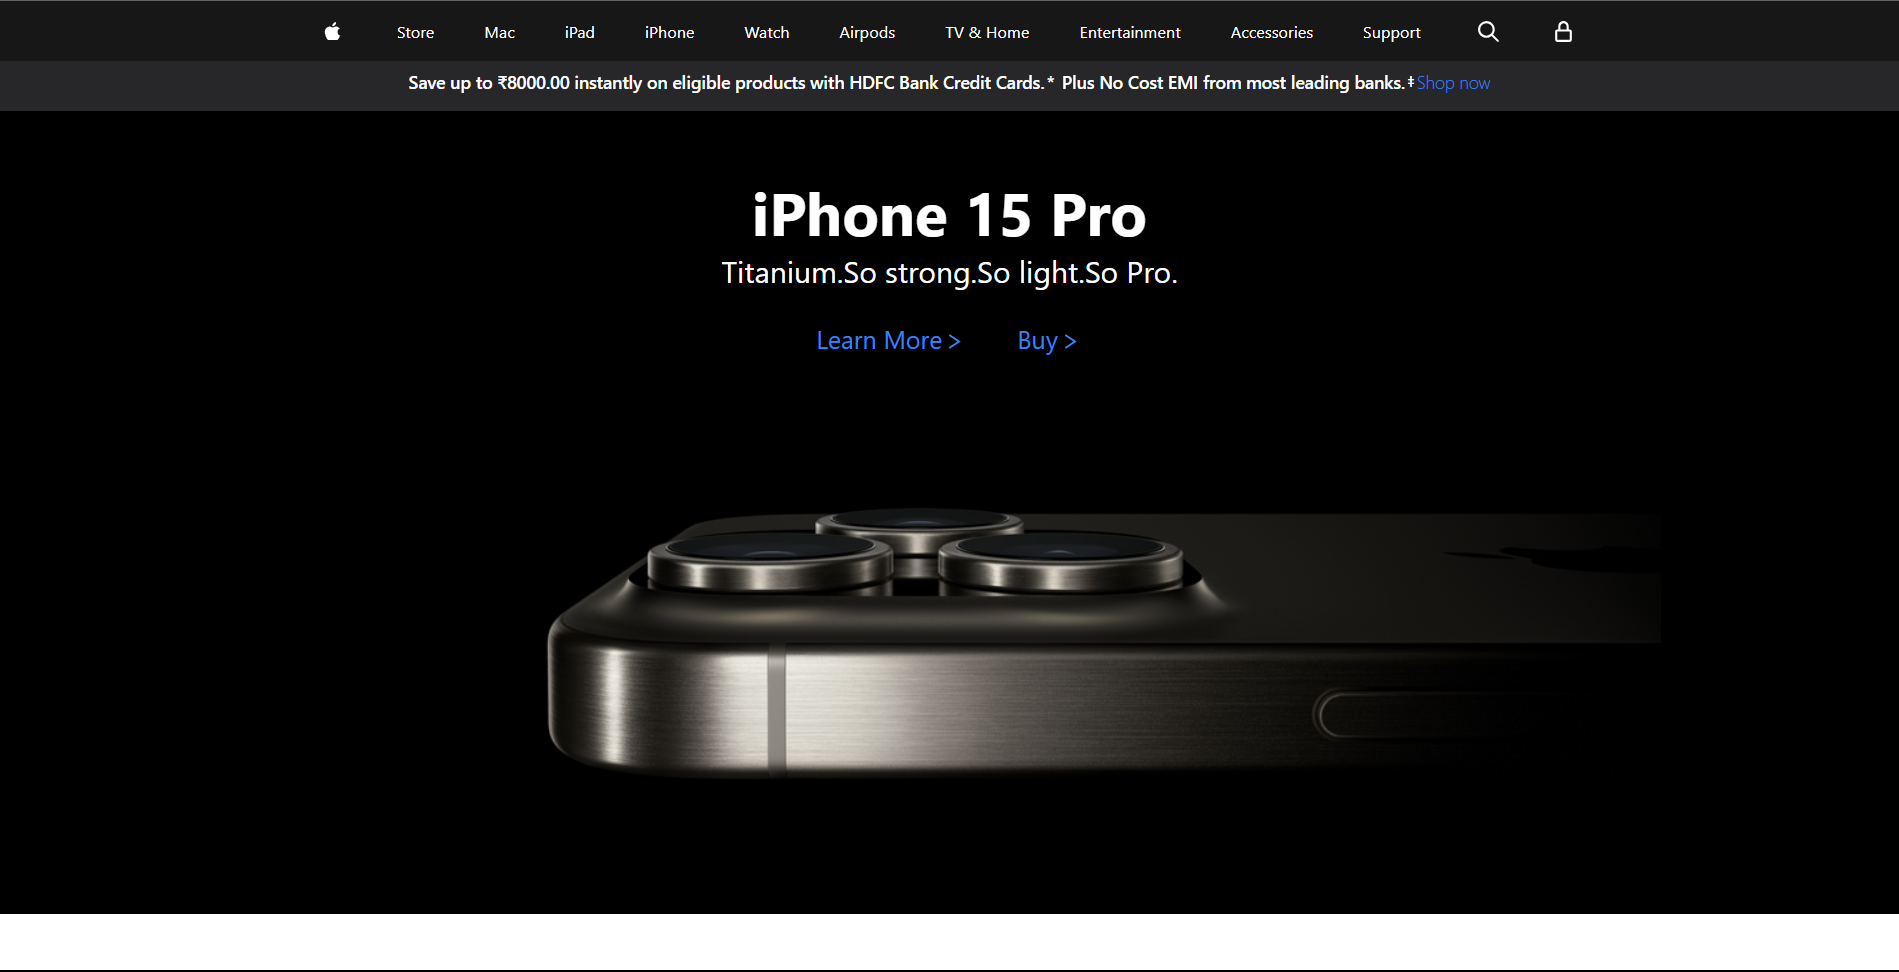 Store Mac iPad iPhone Watch Airpods TV & Home Entertainment Accessories Support
Save up to ₹8000.00 instantly on eligible products with HDFC Bank Credit Cards.* Plus No Cost EMI from most leading banks.‡Shop now
iPhone 15 Pro
Titanium.So strong.So light.So Pro.
Learn More > Buy >